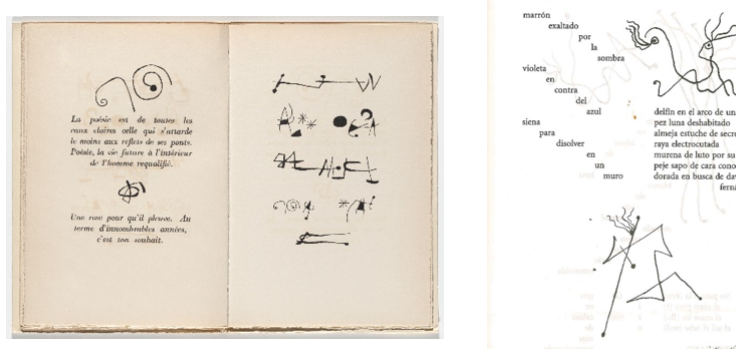 La poésie est de toutes les
eaux claires celle qui s'attarde
le moins aux reflets de ses ponts.
Poésie, la vie future à l'intérieur
de l'homme requalifié.
Une rose pour qu'il pleuve. Au
terme d'innombrables années,
c'est ton souhait.
marrón
exaltado
por
la
sombra
violeta
en
contra
del
azul
siena
para
disolver
en
un
muro
delfín en el arco de un
pez luna deshabitado
almeja estuche de secre
raya electrocutada
murena de luto por su
peje sapo de cara cono
dorada en busca de da